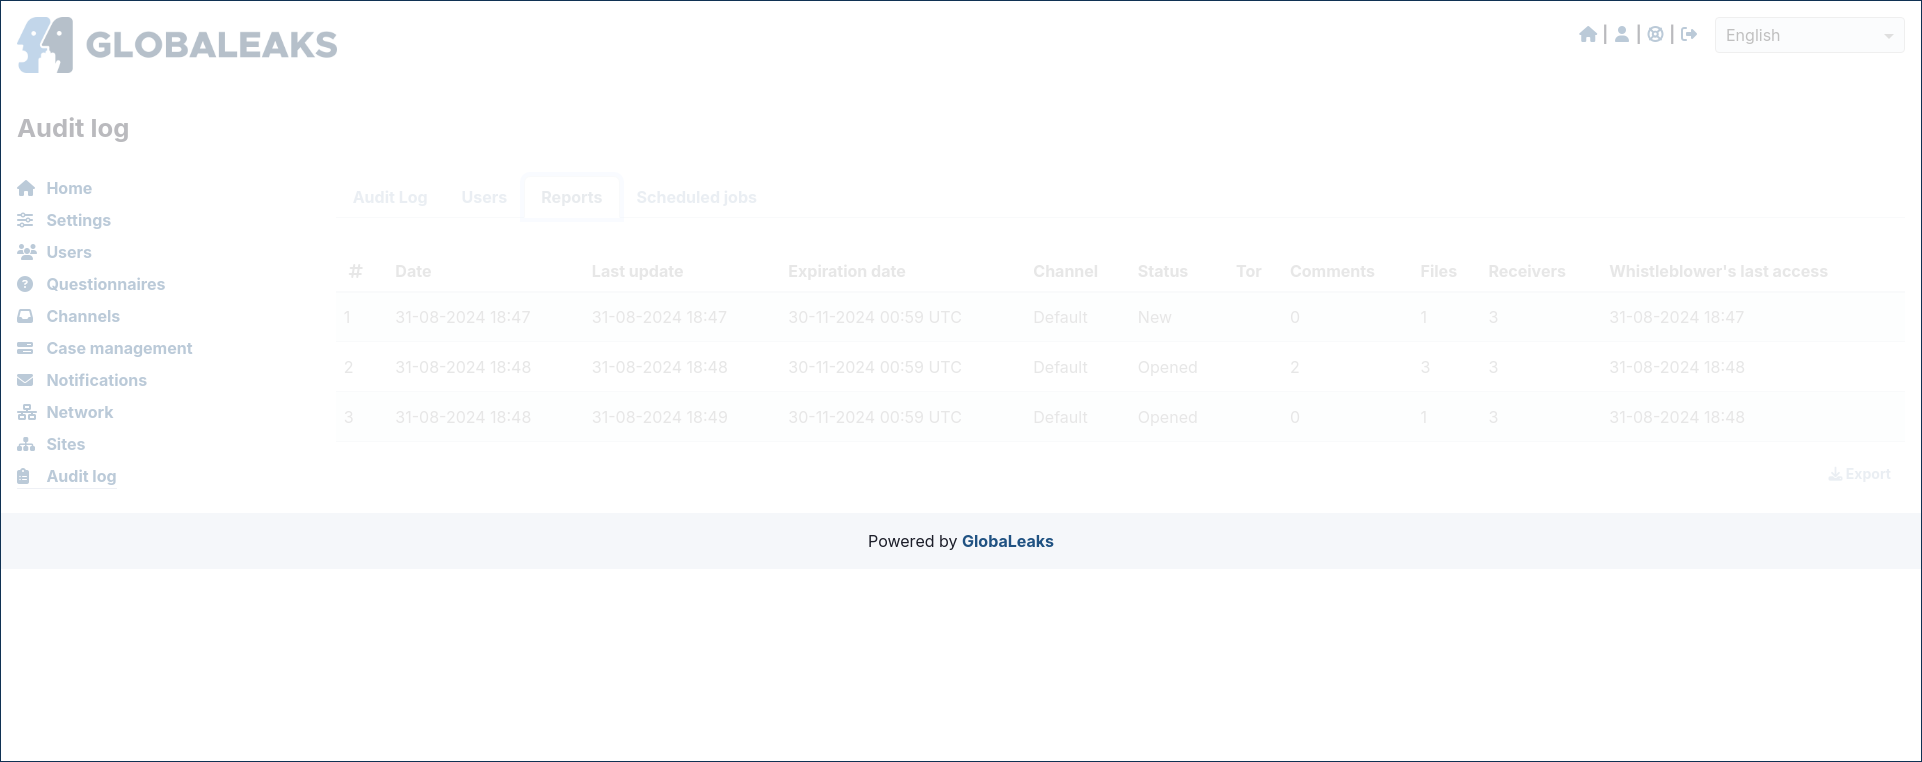 GLOBALEAKS
English
Audit log
Home
Settings
Users
Questionnaires
Channels
Case management
Notifications
Network
Sites
Audit log
Audit Log Users Reports Scheduled jobs
# Date Last update Expiration date Channel Status Tor Comments Files Receivers Whistleblower's last access
1 31-08-2024 18:47 31-08-2024 18:47 30-11-2024 00:59 UTC Default New 0 1 3 31-08-2024 18:47
2 31-08-2024 18:48 31-08-2024 18:48 30-11-2024 00:59 UTC Default Opened 2 3 3 31-08-2024 18:48
3 31-08-2024 18:48 31-08-2024 18:49 30-11-2024 00:59 UTC Default Opened 0 1 3 31-08-2024 18:48
Export
Powered by GlobaLeaks